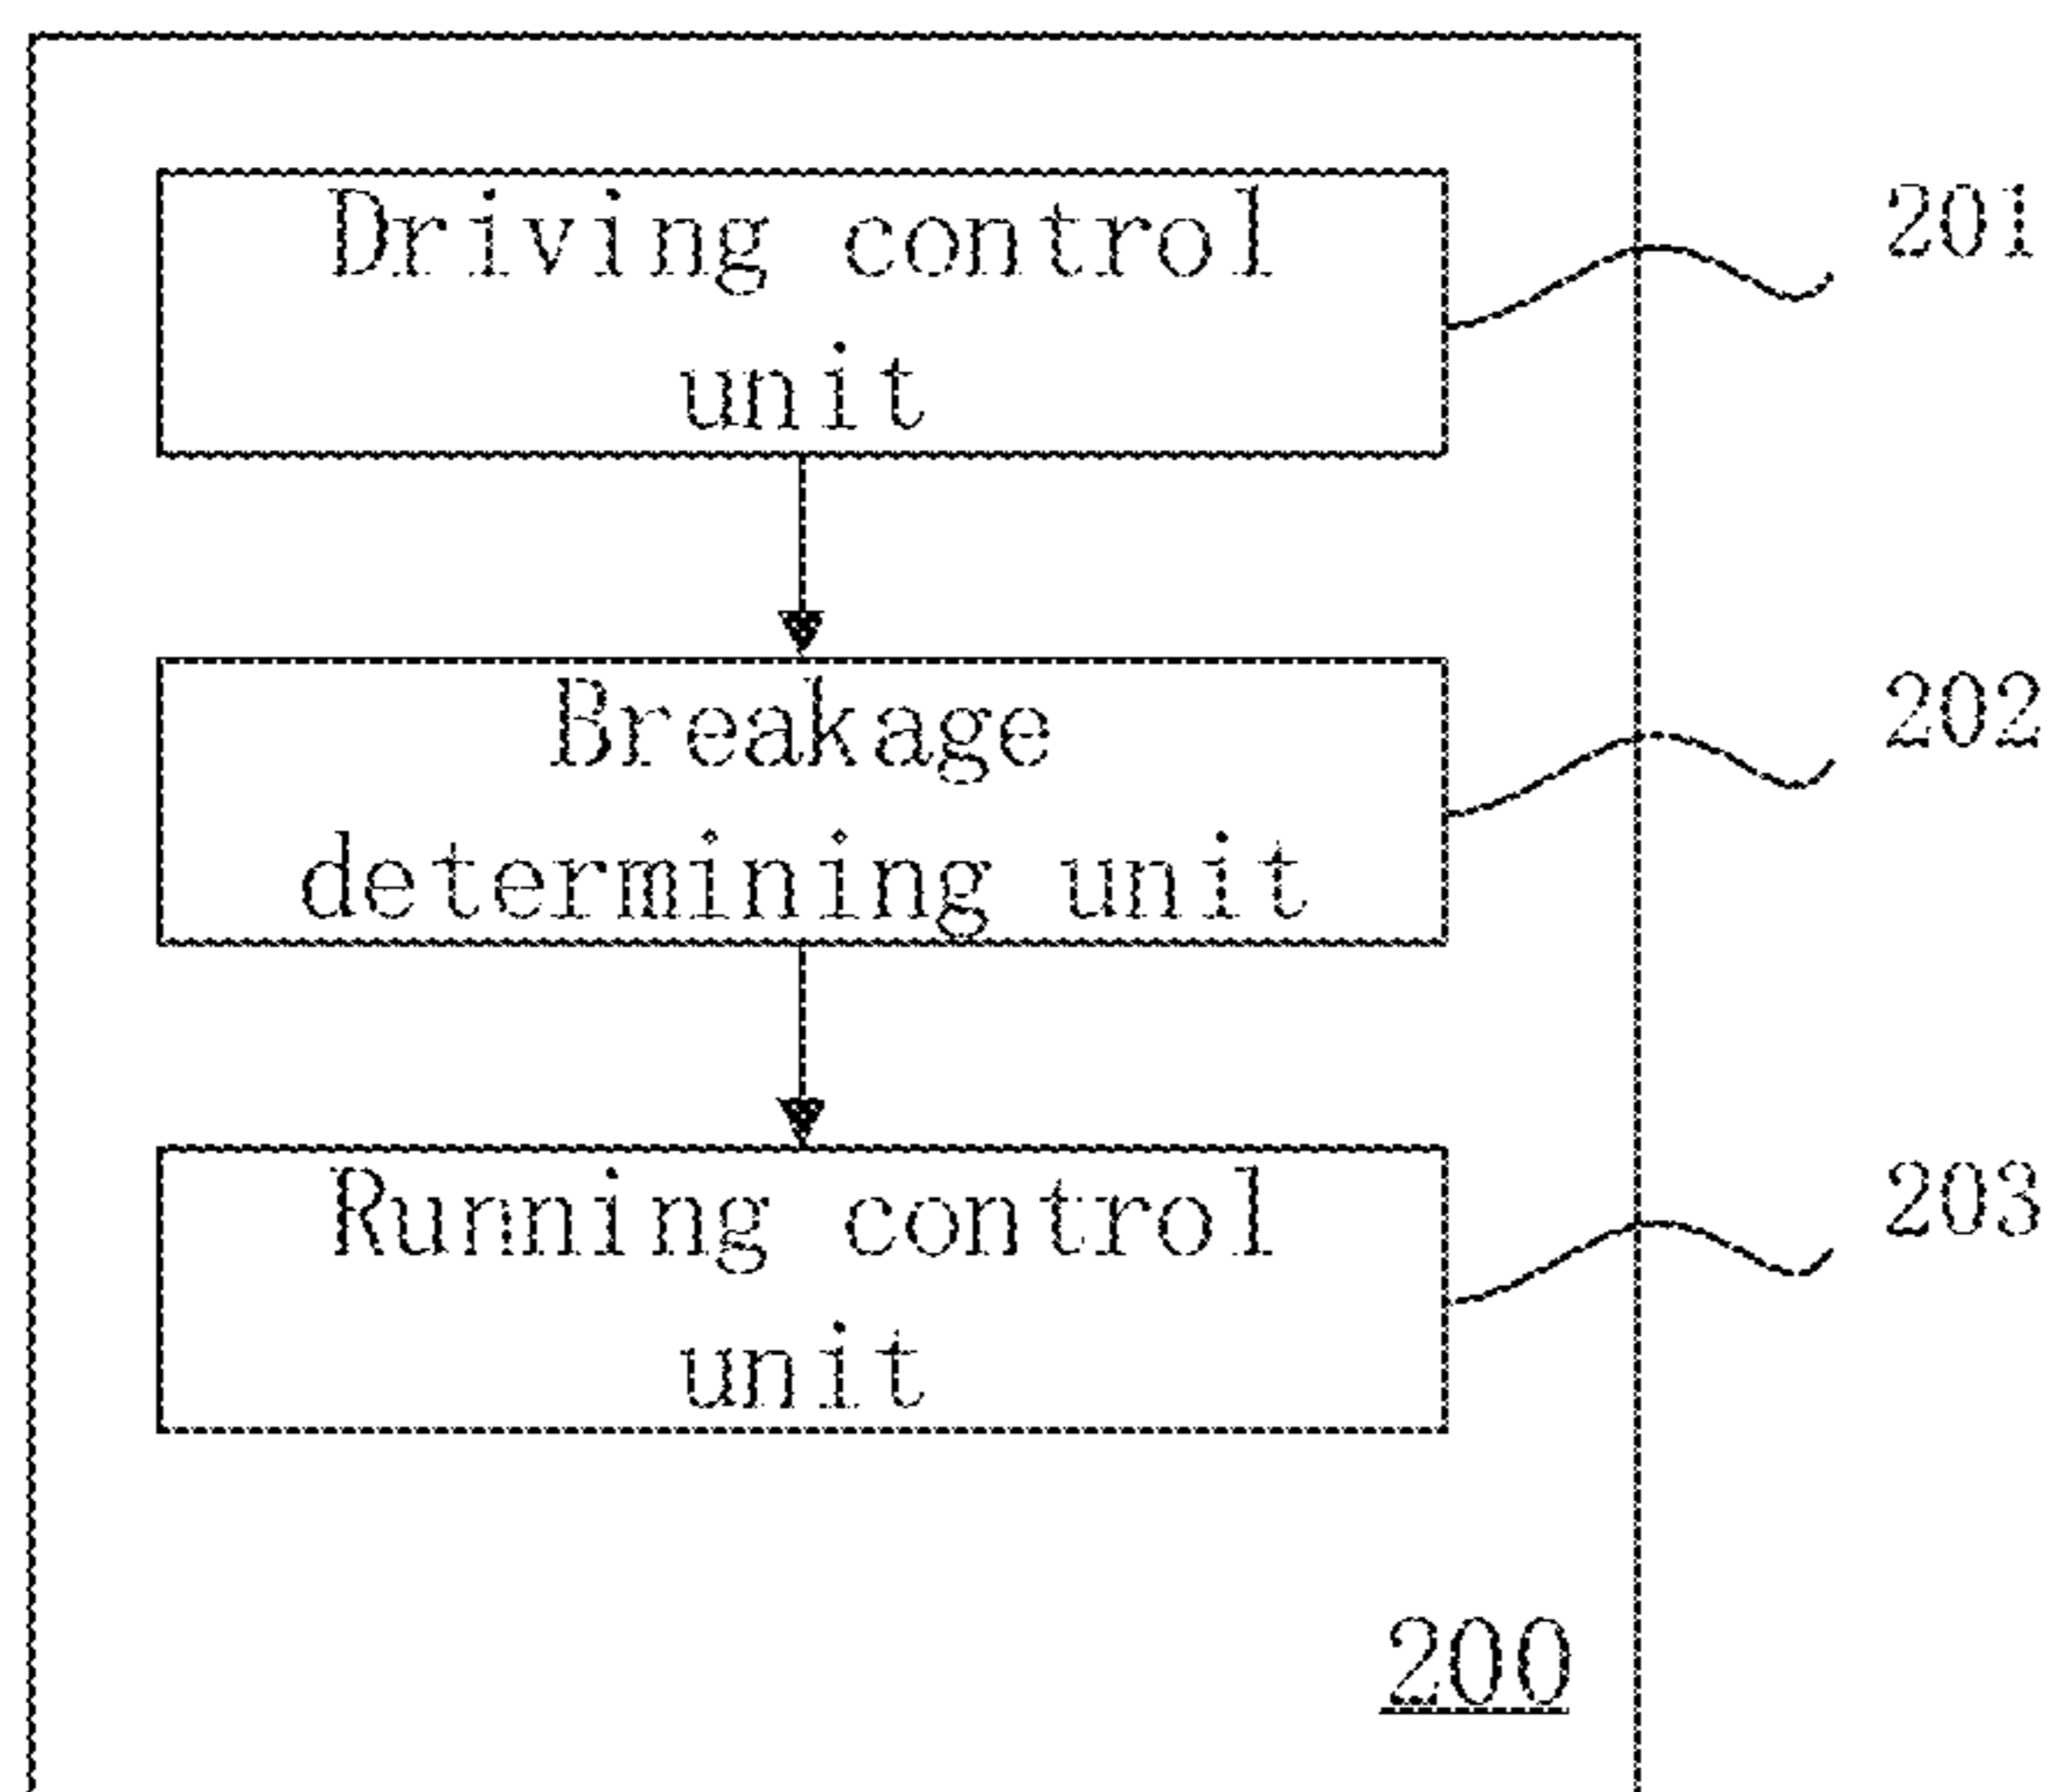 Driving control
unit
201
Breakage
determining unit
202
Running control
unit
203
200